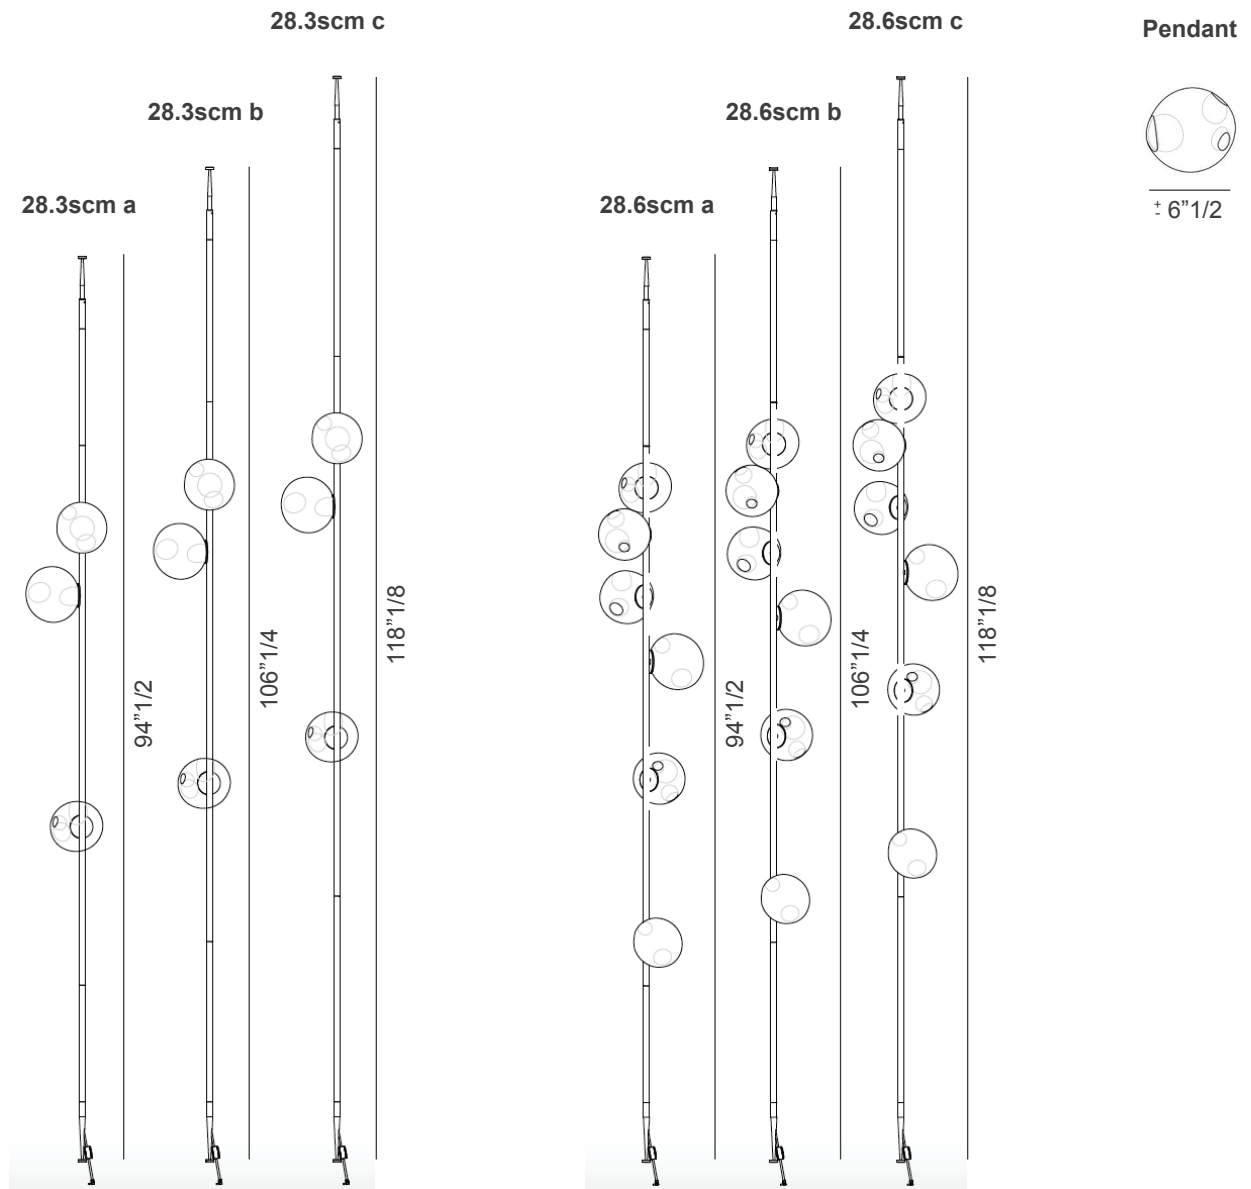 28.3scm c
28.6scm c
Pendant
28.3scm b
28.6scm b
28.3scm a
28.6scm a
+
- 6”1/2
94”1/2
106”1/4
118”1/8
94”1/2
106”1/4
118”1/8